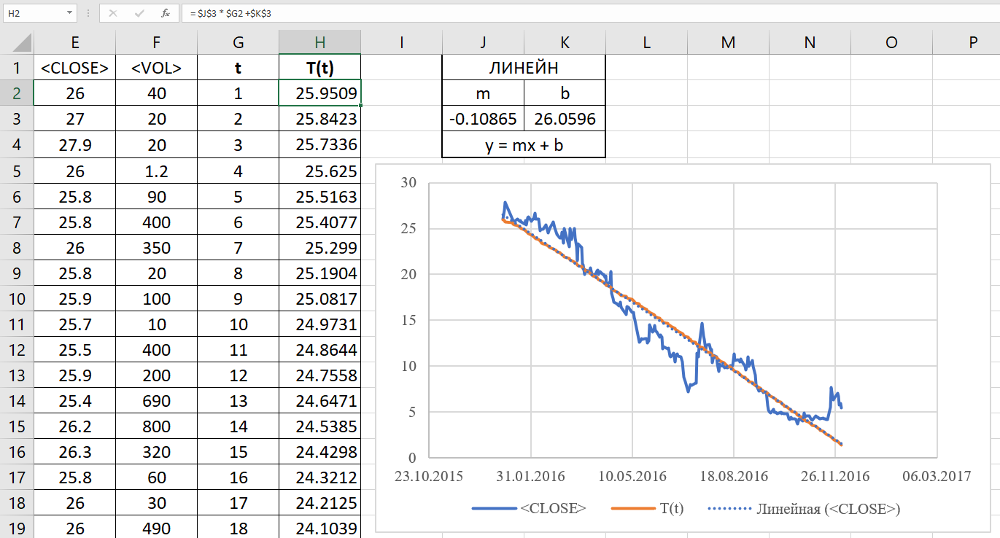 H2 fx = $J$3 * $G2 +$K$3
E F G H I J K L M N O P
1 <CLOSE> <VOL> t T(t) ЛИНЕЙН
2 26 40 1 25.9509 m b
3 27 20 2 25.8423 -0.10865 26.0596
4 27.9 20 3 25.7336 y = mx + b
5 26 1.2 4 25.625
6 25.8 90 5 25.5163
7 25.8 400 6 25.4077
8 26 350 7 25.299
9 25.8 20 8 25.1904
10 25.9 100 9 25.0817
11 25.7 10 10 24.9731
12 25.5 400 11 24.8644
13 25.9 200 12 24.7558
14 25.4 690 13 24.6471
15 26.2 800 14 24.5385
16 26.3 320 15 24.4298
17 25.8 60 16 24.3212
18 26 30 17 24.2125
19 26 490 18 24.1039
30
25
20
15
10
5
0
23.10.2015 31.01.2016 10.05.2016 18.08.2016 26.11.2016 06.03.2017
<CLOSE> T(t) Линейная (<CLOSE>)